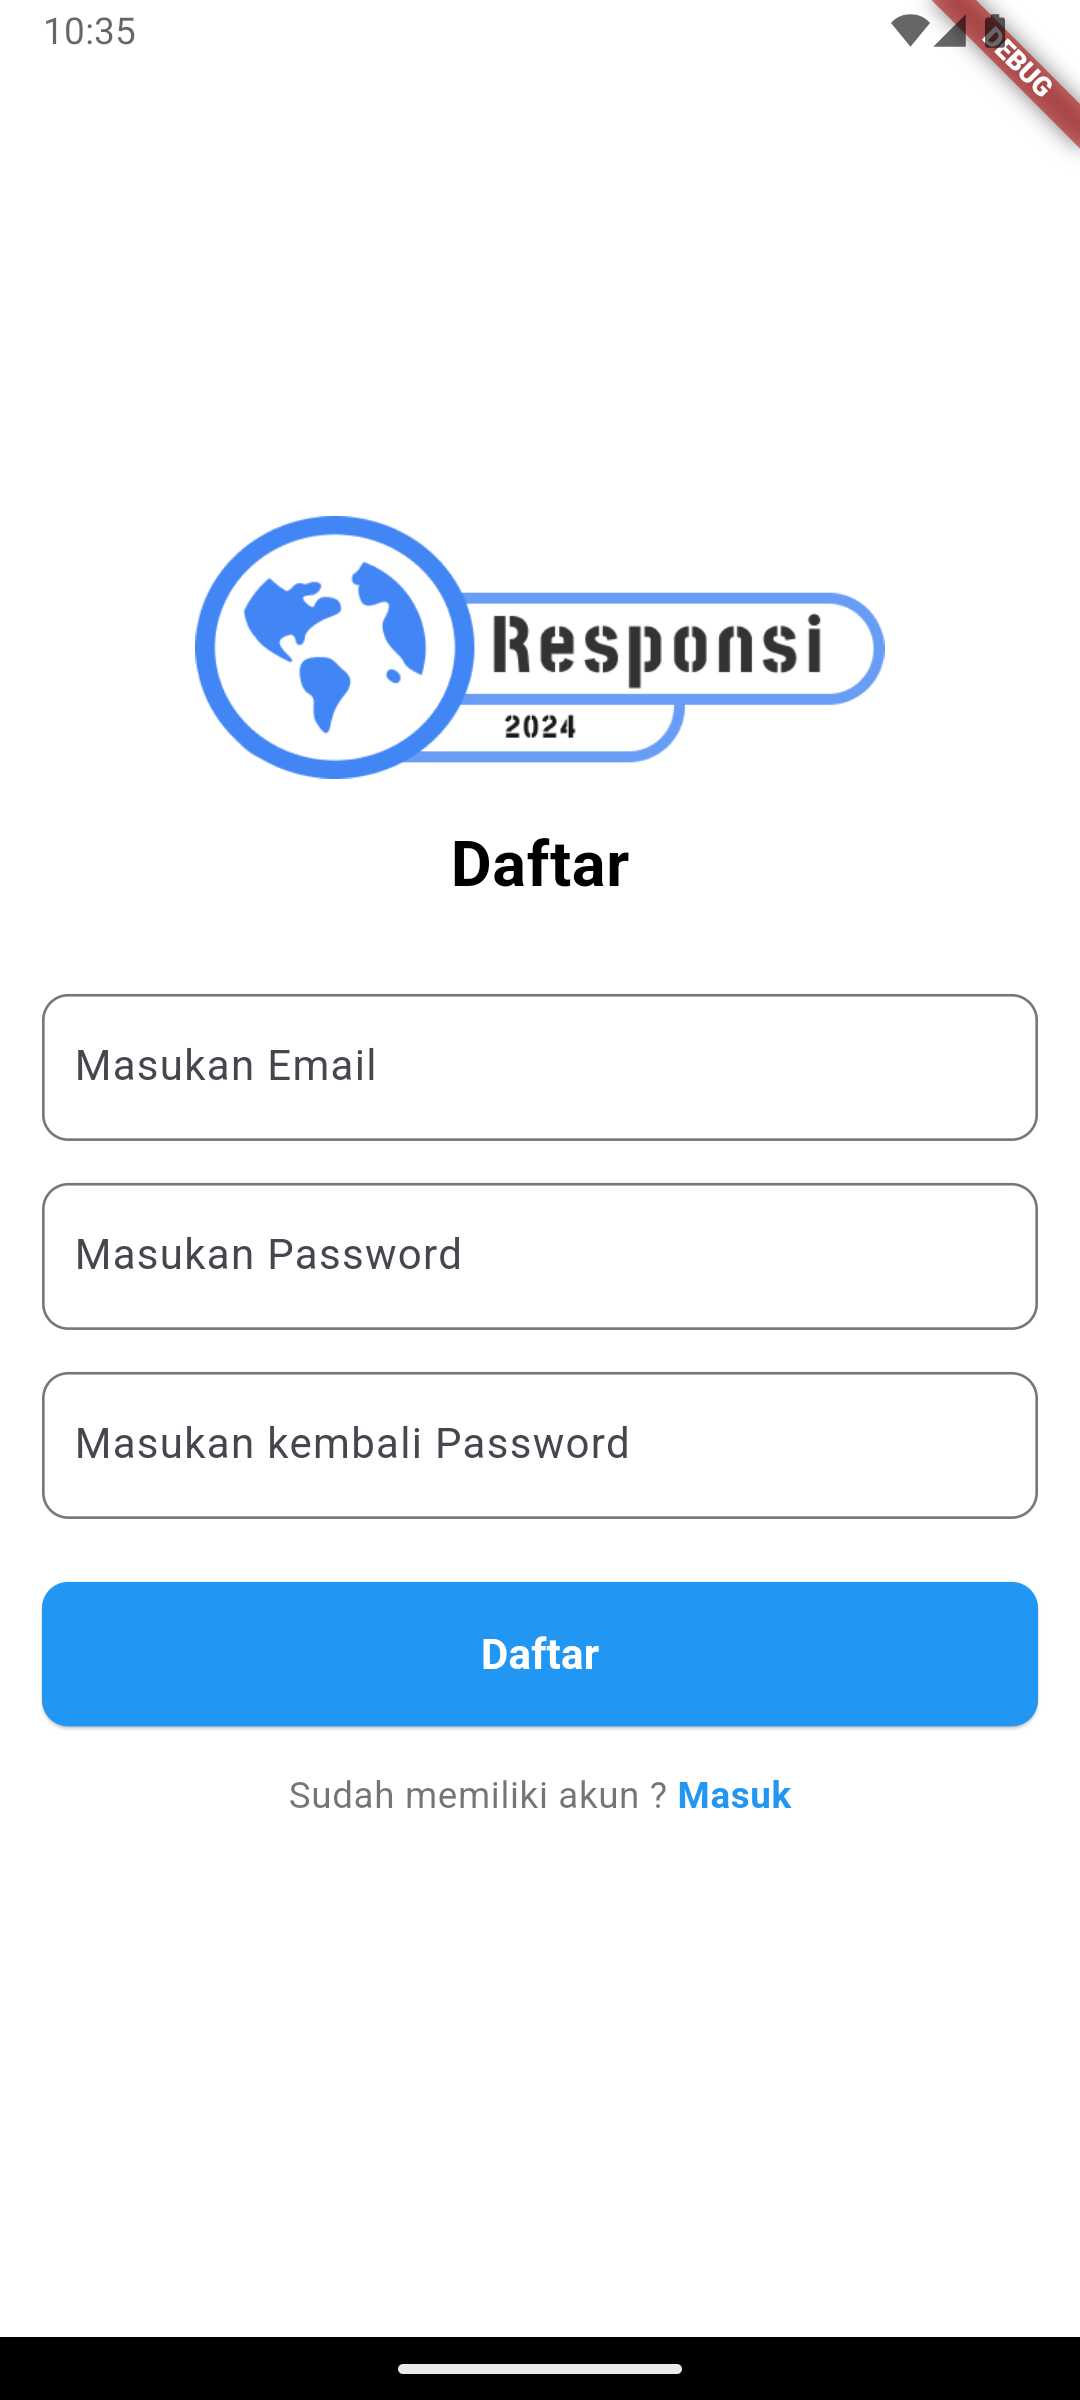 10:35
DEBUG
Responsi
2024
Daftar
Masukan Email
Masukan Password
Masukan kembali Password
Daftar
Sudah memiliki akun ? Masuk